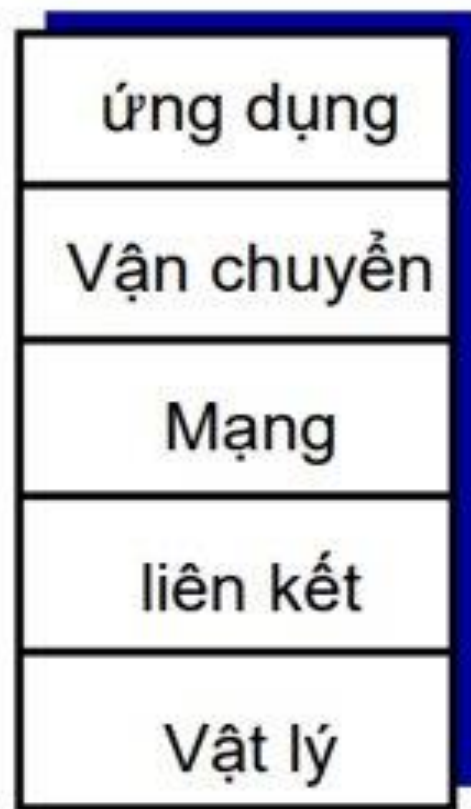 ứng dụng
Vận chuyển
Mạng
liên kết
Vật lý